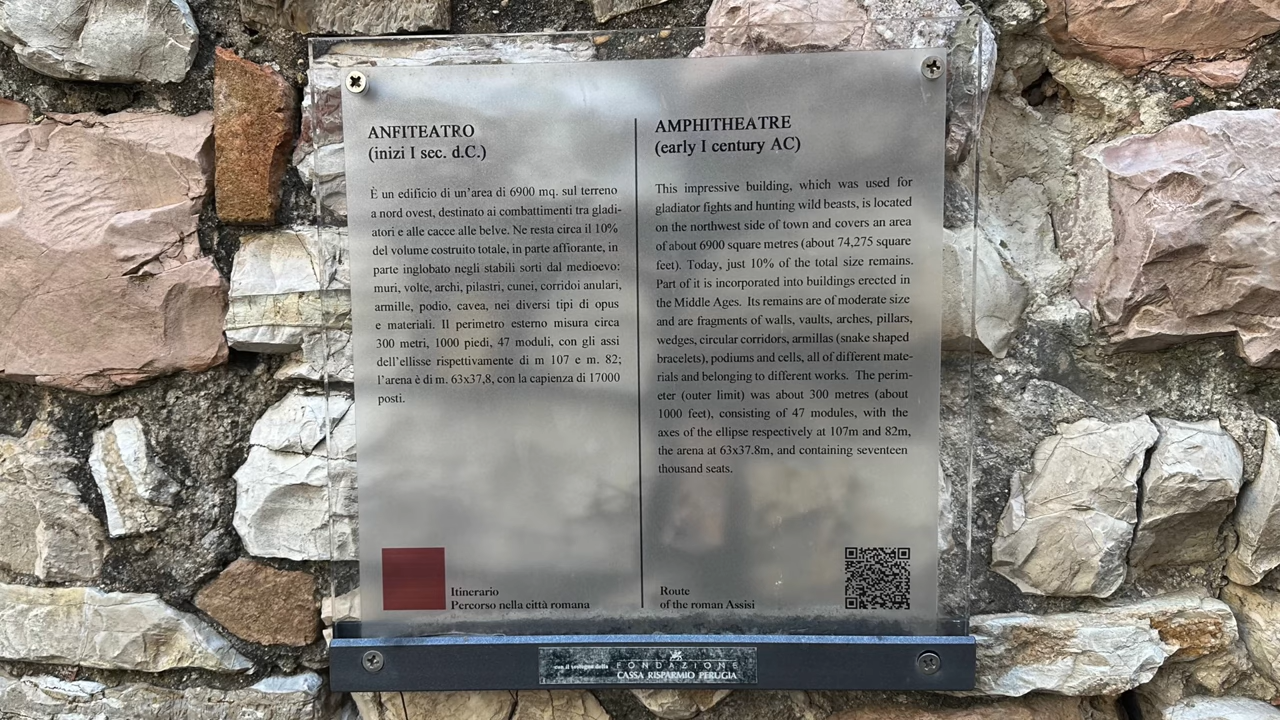 ANFITEATRO
(inizi I sec. d.C.)
È un edificio di un'area di 6900 mq. sul terreno
a nord ovest, destinato ai combattimenti tra gladi-
atori e alle cacce alle belve. Ne resta circa il 10%
del volume costruito totale, in parte affiorante, in
parte inglobato negli stabili sorti dal medioevo:
muri, volte, archi, pilastri, cunei, corridoi anulari,
armille, podio, cavea, nei diversi tipi di opus
e materiali. Il perimetro esterno misura circa
300 metri, 1000 piedi, 47 moduli, con gli assi
dell'ellisse rispettivamente di m 107 e m. 82;
l'arena è di m. 63x37,8, con la capienza di 17000
posti.
Itinerario
Percorso nella città romana
AMPHITHEATRE
(early I century AC)
This impressive building, which was used for
gladiator fights and hunting wild beasts, is located
on the northwest side of town and covers an area
of about 6900 square metres (about 74,275 square
feet). Today, just 10% of the total size remains.
Part of it is incorporated into buildings erected in
the Middle Ages. Its remains are of moderate size
and are fragments of walls, vaults, arches, pillars,
wedges, circular corridors, armillas (snake shaped
bracelets), podiums and cells, all of different mate-
rials and belonging to different works. The perim-
eter (outer limit) was about 300 metres (about
1000 feet), consisting of 47 modules, with the
axes of the ellipse respectively at 107m and 82m,
the arena at 63x37.8m, and containing seventeen
thousand seats.
Route
of the roman Assisi
con il sostegno della FONDAZIONE
CASSA RISPARMIO PERUGIA